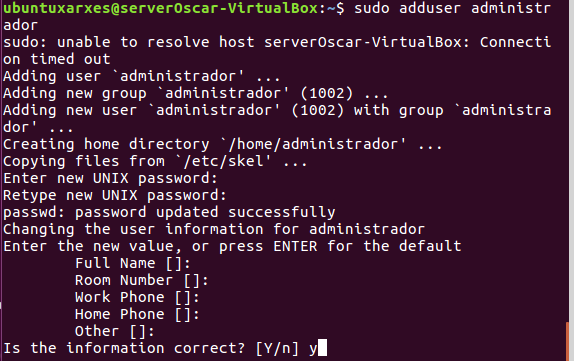 ubuntuxarxes@serverOscar-VirtualBox:~$ sudo adduser administr
ador
sudo: unable to resolve host serverOscar-VirtualBox: Connecti
on timed out
Adding user `administrador' ...
Adding new group `administrador' (1002) ...
Adding new user `administrador' (1002) with group `administra
dor' ...
Creating home directory `/home/administrador' ...
Copying files from `/etc/skel' ...
Enter new UNIX password:
Retype new UNIX password:
passwd: password updated successfully
Changing the user information for administrador
Enter the new value, or press ENTER for the default
        Full Name []:
        Room Number []:
        Work Phone []:
        Home Phone []:
        Other []:
Is the information correct? [Y/n] y